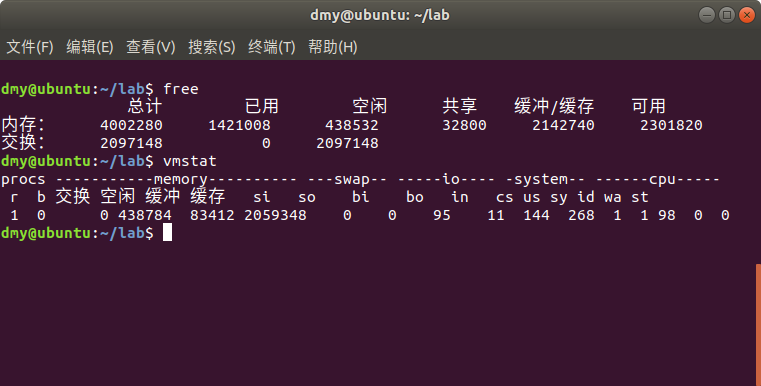 dmy@ubuntu: ~/lab
文件(F) 编辑(E) 查看(V) 搜索(S) 终端(T) 帮助(H)
dmy@ubuntu:~/lab$ free
总计 已用 空闲 共享 缓冲/缓存 可用
内存: 4002280 1421008 438532 32800 2142740 2301820
交换: 2097148 0 2097148
dmy@ubuntu:~/lab$ vmstat
procs -----------memory---------- ---swap-- -----io---- -system-- ------cpu-----
r b 交换 空闲 缓冲 缓存 si so bi bo in cs us sy id wa st
1 0 0 438784 83412 2059348 0 0 95 11 144 268 1 1 98 0 0
dmy@ubuntu:~/lab$